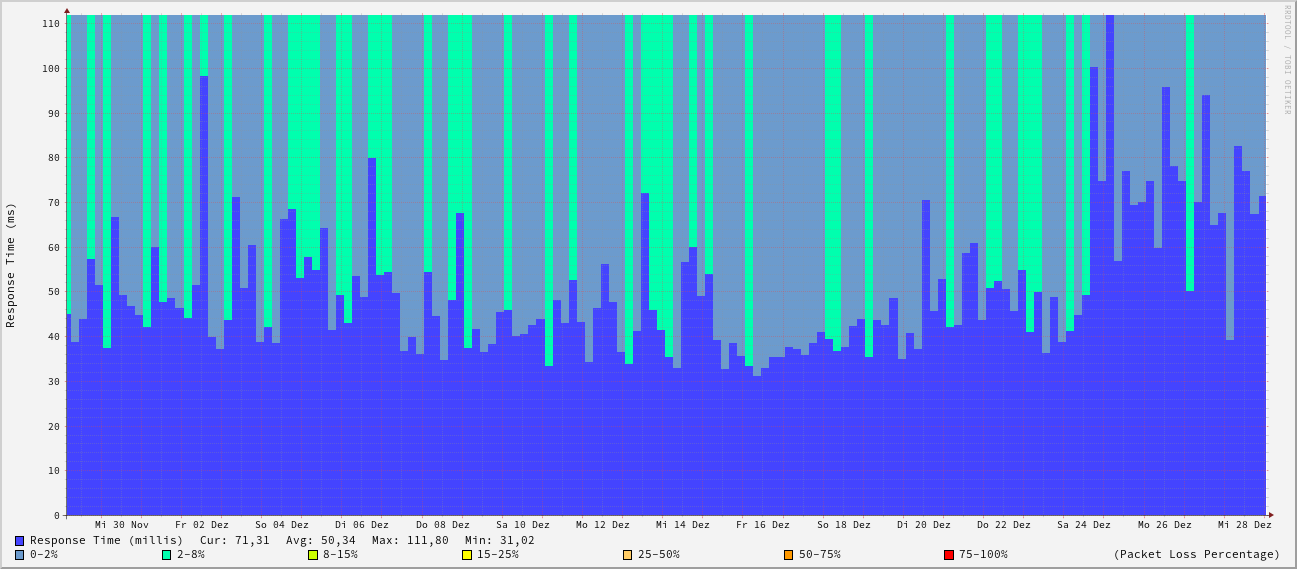 RRDTOOL / TOBI OETIKER
Response Time (ms)
110
100
90
80
70
60
50
40
30
20
10
0
Mi 30 Nov Fr 02 Dez So 04 Dez Di 06 Dez Do 08 Dez Sa 10 Dez Mo 12 Dez Mi 14 Dez Fr 16 Dez So 18 Dez Di 20 Dez Do 22 Dez Sa 24 Dez Mo 26 Dez Mi 28 Dez
Response Time (millis) Cur: 71,31 Avg: 50,34 Max: 111,80 Min: 31,02
0-2% 2-8% 8-15% 15-25% 25-50% 50-75% 75-100% (Packet Loss Percentage)